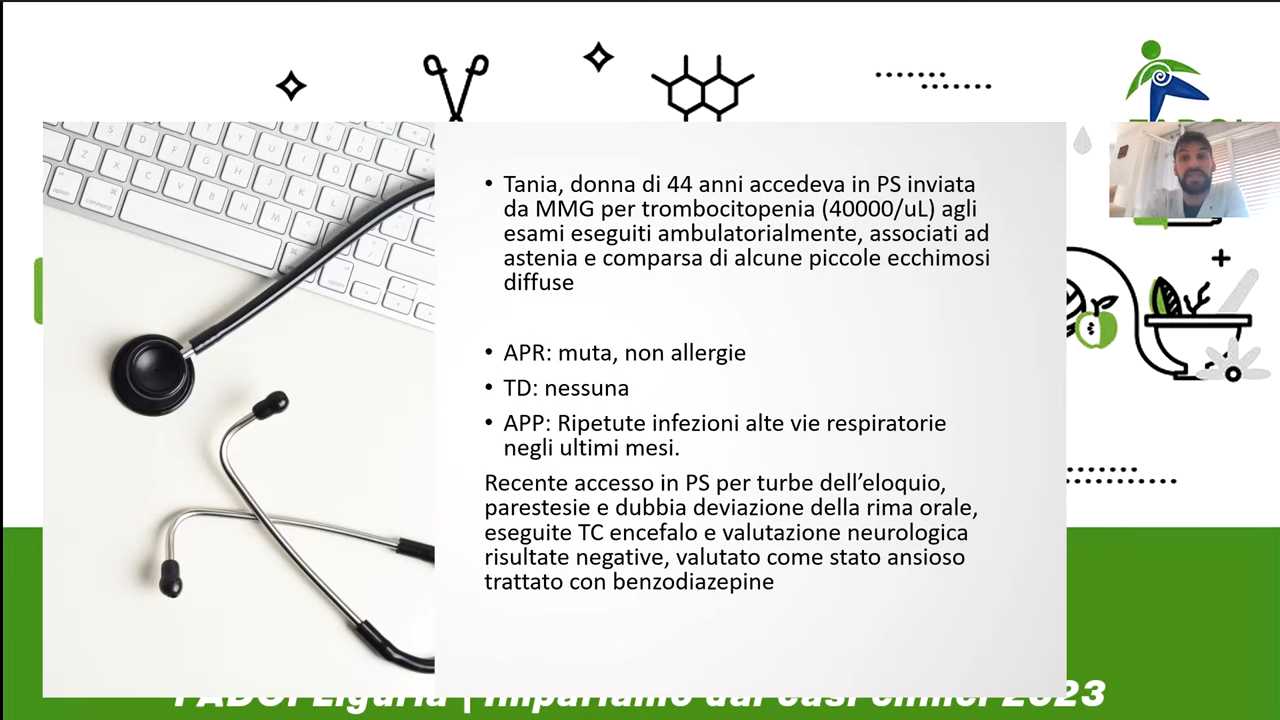 Tania, donna di 44 anni accedeva in PS inviata
da MMG per trombocitopenia (40000/uL) agli
esami eseguiti ambulatorialmente, associati ad
astenia e comparsa di alcune piccole ecchimosi
diffuse
APR: muta, non allergie
TD: nessuna
APP: Ripetute infezioni alte vie respiratorie
negli ultimi mesi.
Recente accesso in PS per turbe dell’eloquio,
parestesie e dubbia deviazione della rima orale,
eseguite TC encefalo e valutazione neurologica
risultate negative, valutato come stato ansioso
trattato con benzodiazepine
FADOI Liguria | Impariamo dai casi clinici 2023